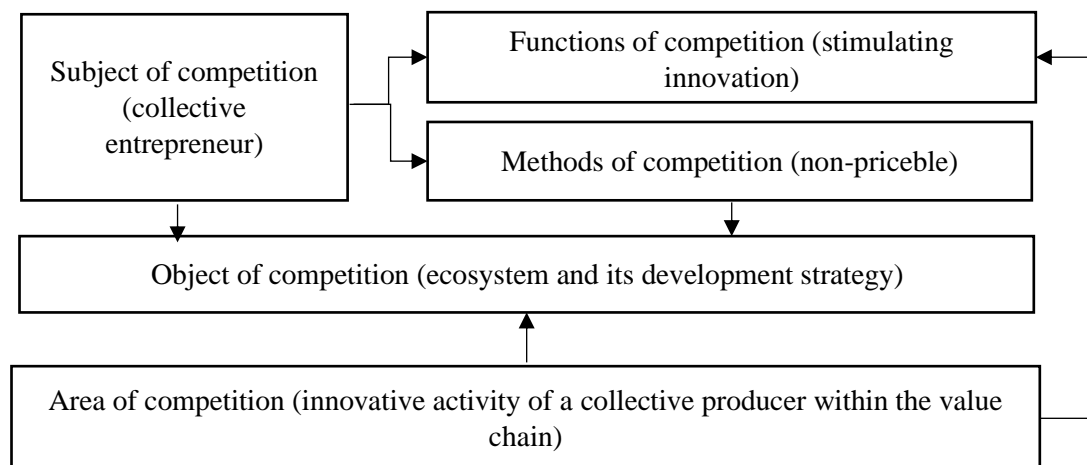 Subject of competition
(collective
entrepreneur)
Functions of competition (stimulating
innovation)
Methods of competition (non-priceble)
Object of competition (ecosystem and its development strategy)
Area of competition (innovative activity of a collective producer within the value
chain)